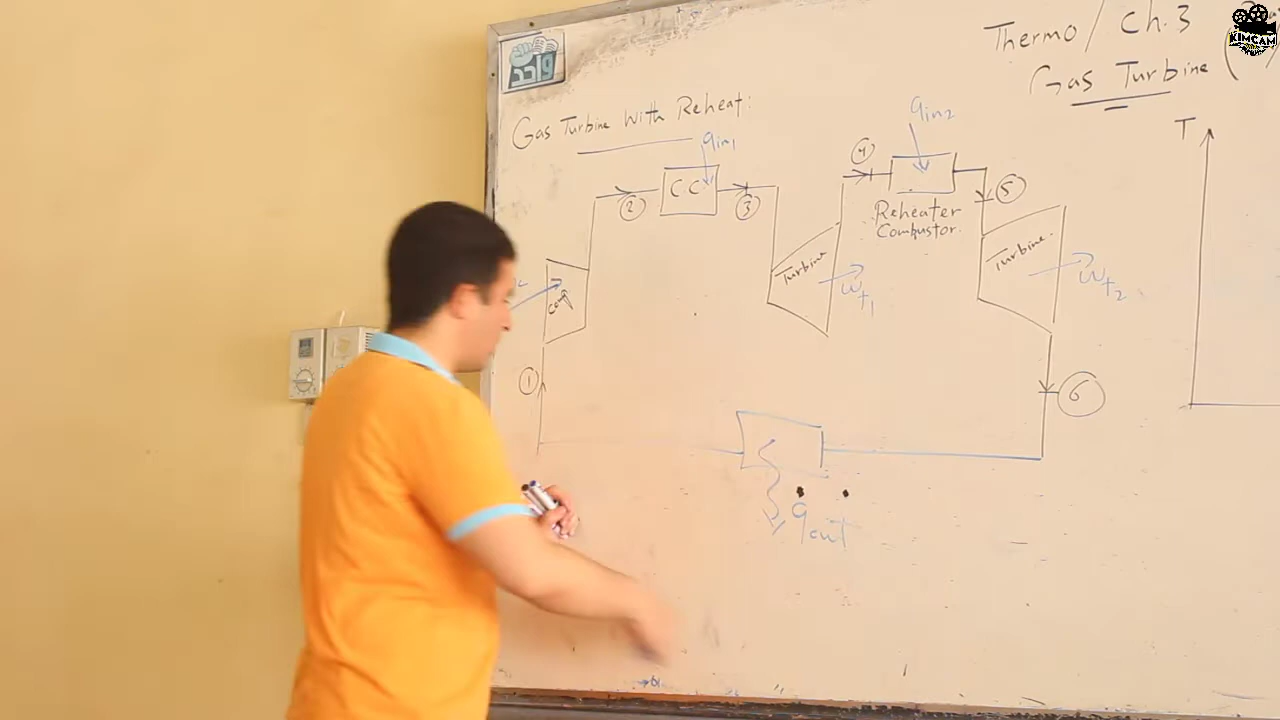 Thermo / Ch.3
Gas Turbine
KIMCAM
واحد
Gas Turbine With Reheat:
qin1
qin2
C.C
2
3
4
5
Reheater
Combustor.
Comp
Turbine
Turbine.
wt1
wt2
T
1
6
qout